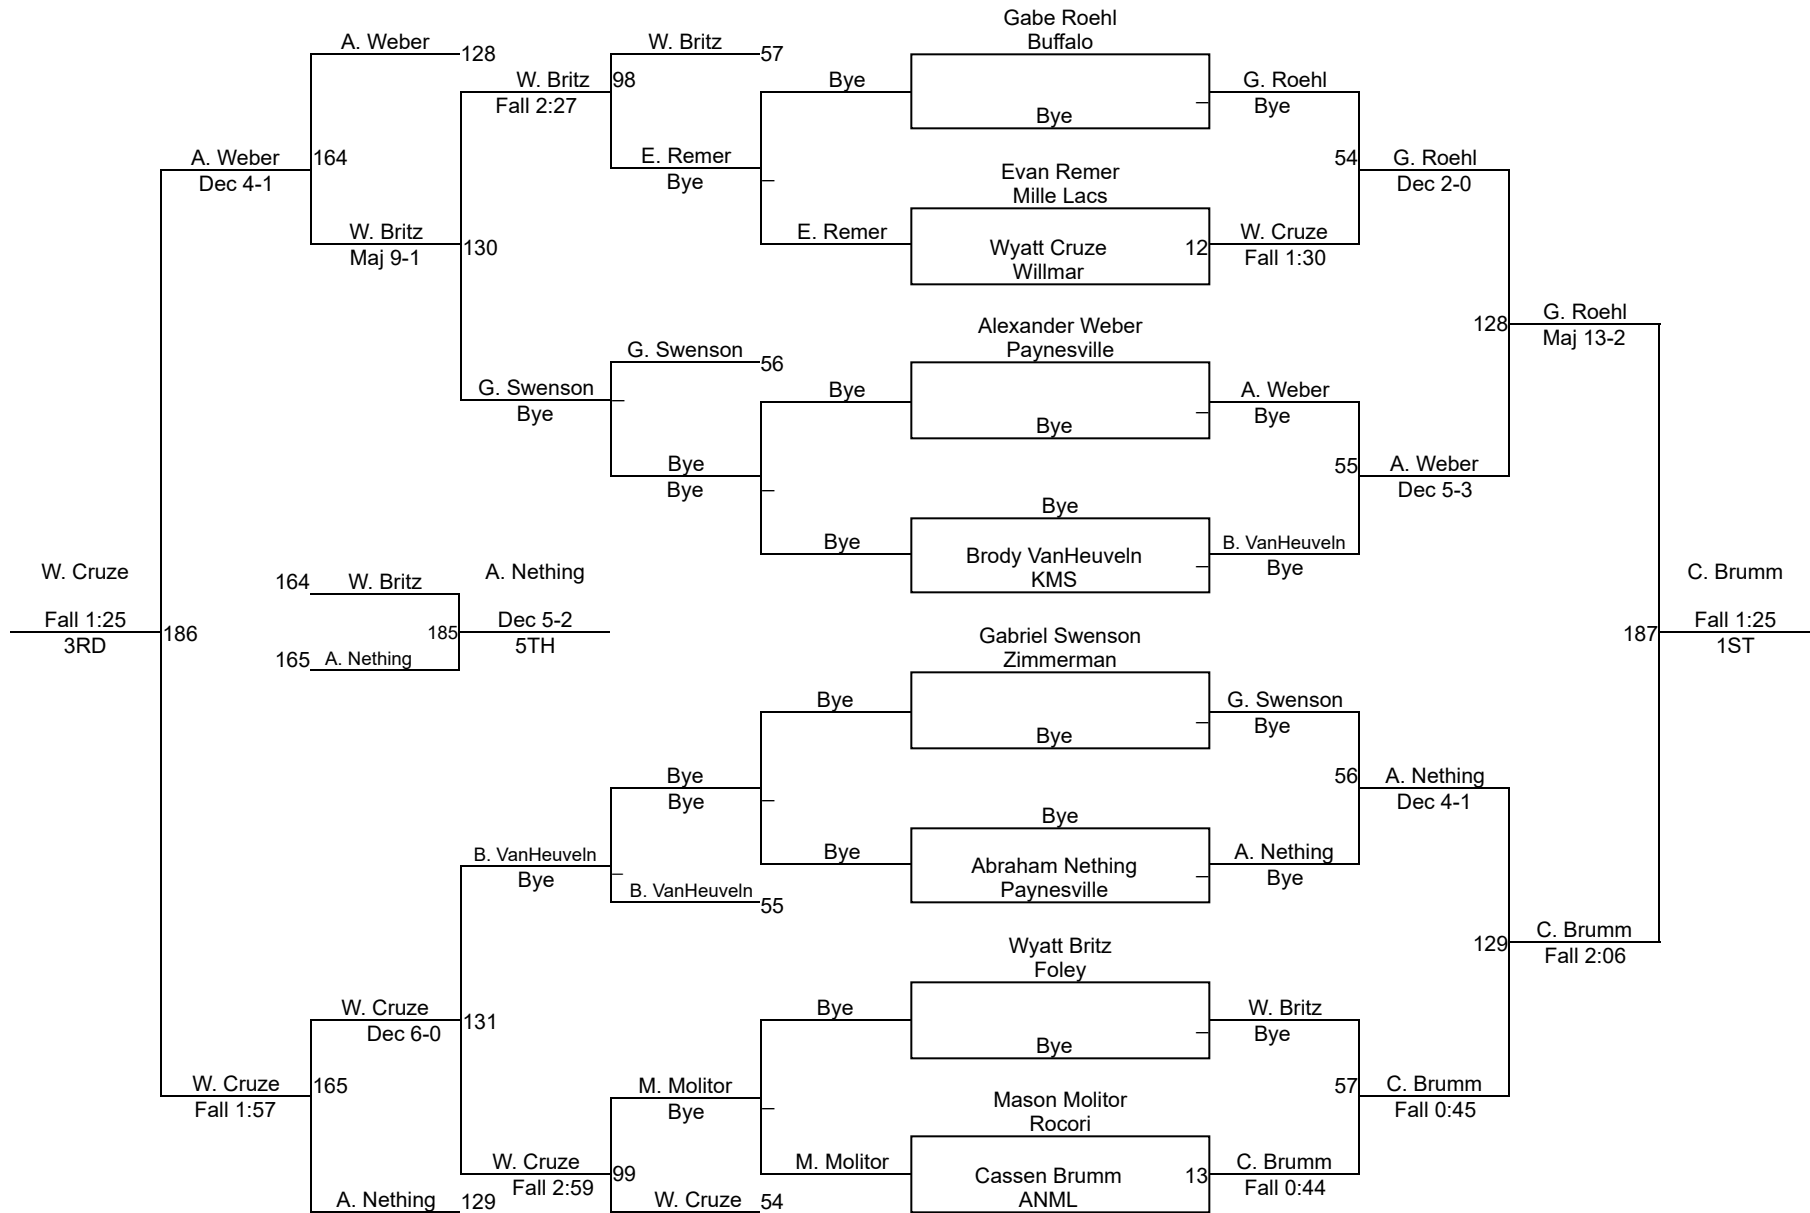 Gabe Roehl
Buffalo
A. Weber
128
W. Britz
57
W. Britz
98
Fall 2:27
Bye
Bye
G. Roehl
Bye
A. Weber
164
Dec 4-1
E. Remer
Bye
Evan Remer
Mille Lacs
54
G. Roehl
Dec 2-0
W. Britz
Maj 9-1
130
E. Remer
Wyatt Cruze
Willmar
12
W. Cruze
Fall 1:30
Alexander Weber
Paynesville
128
G. Roehl
Maj 13-2
G. Swenson
56
G. Swenson
Bye
Bye
Bye
A. Weber
Bye
Bye
Bye
55
A. Weber
Dec 5-3
Bye
Bye
Brody VanHeuveln
KMS
B. VanHeuveln
Bye
W. Cruze
Fall 1:25
3RD
186
164
W. Britz
165
A. Nething
185
A. Nething
Dec 5-2
5TH
C. Brumm
187
Fall 1:25
1ST
Gabriel Swenson
Zimmerman
Bye
Bye
G. Swenson
Bye
Bye
Bye
56
A. Nething
Dec 4-1
Bye
B. VanHeuveln
Bye
Bye
Abraham Nething
Paynesville
A. Nething
Bye
B. VanHeuveln
55
Wyatt Britz
Foley
129
C. Brumm
Fall 2:06
W. Cruze
Dec 6-0
131
Bye
Bye
W. Britz
Bye
W. Cruze
165
Fall 1:57
M. Molitor
Bye
Mason Molitor
Rocori
57
C. Brumm
Fall 0:45
W. Cruze
Fall 2:59
99
M. Molitor
Cassen Brumm
ANML
13
C. Brumm
Fall 0:44
A. Nething
129
W. Cruze
54